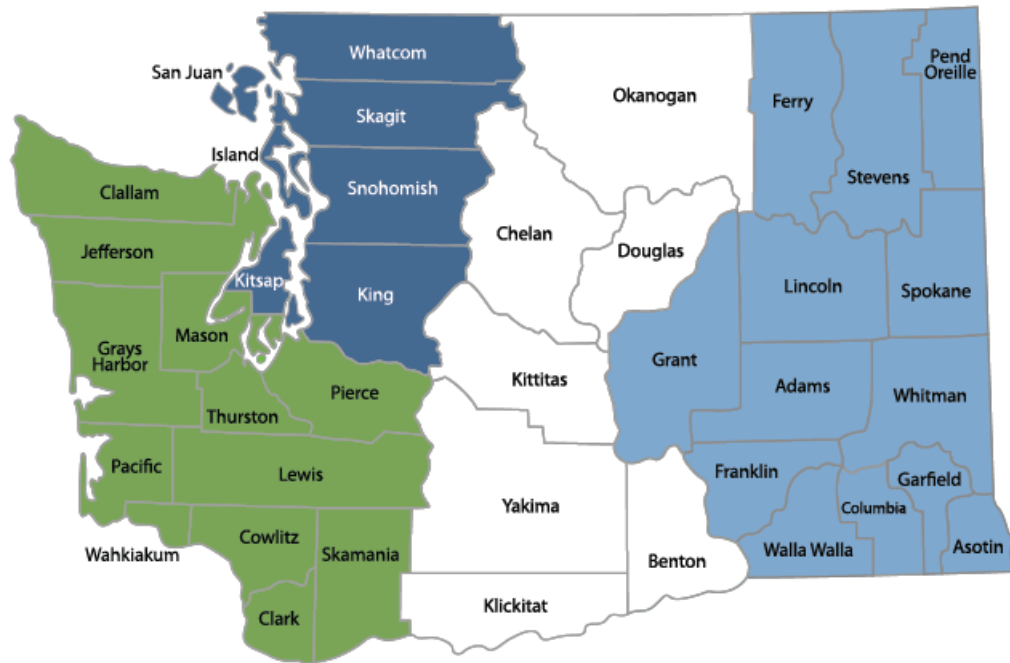 Whatcom
San Juan
Skagit
Island
Snohomish
Kitsap
King
Clallam
Jefferson
Grays
Harbor
Mason
Thurston
Pierce
Pacific
Lewis
Wahkiakum
Cowlitz
Skamania
Clark
Okanogan
Chelan
Douglas
Kittitas
Yakima
Klickitat
Benton
Ferry
Stevens
Pend
Oreille
Lincoln
Spokane
Grant
Adams
Whitman
Franklin
Walla Walla
Columbia
Garfield
Asotin